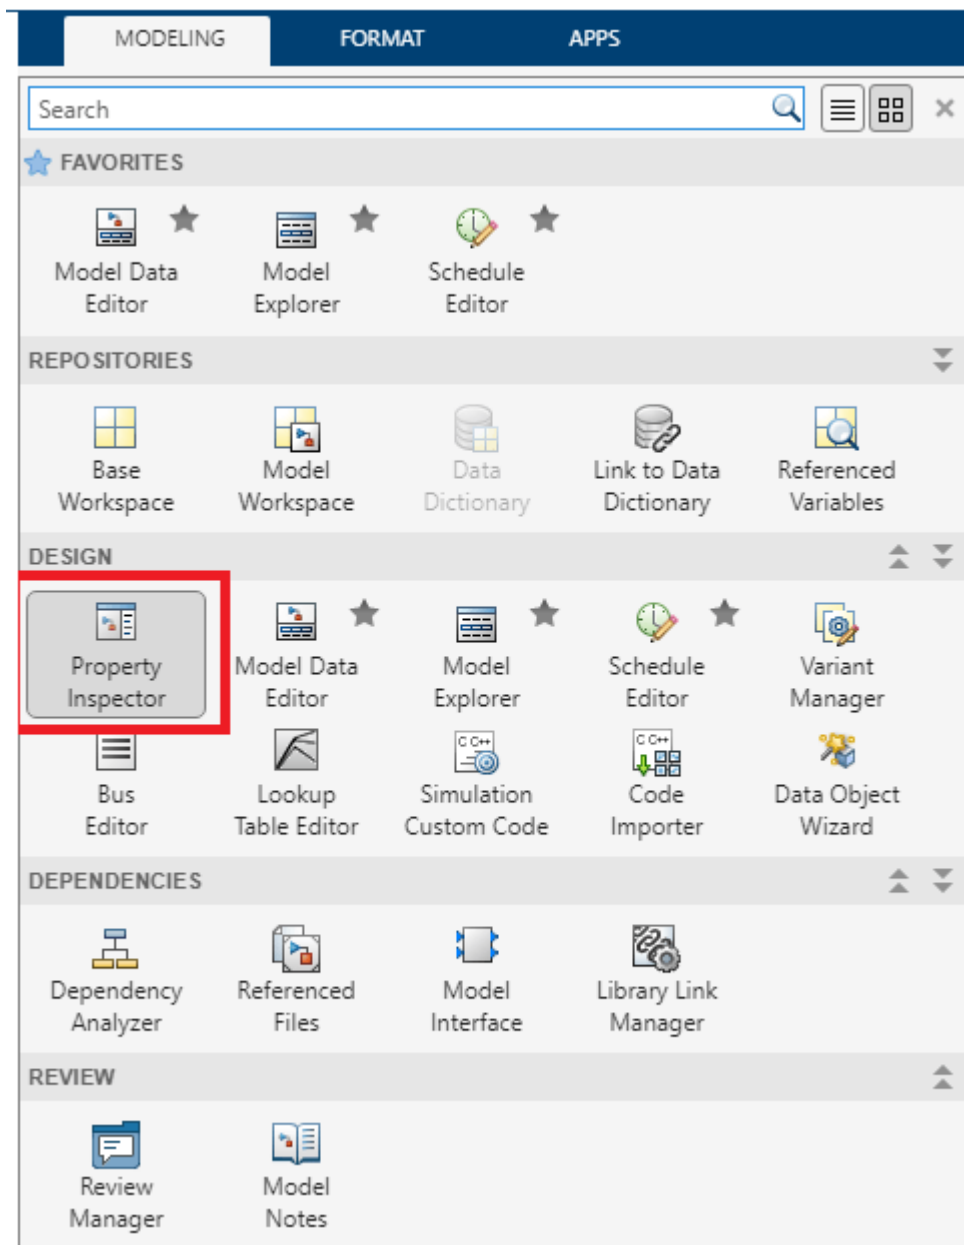 MODELING FORMAT APPS
Search
FAVORITES
Model Data Model Schedule
Editor Explorer Editor
REPOSITORIES
Base Model Data Link to Data Referenced
Workspace Workspace Dictionary Dictionary Variables
DESIGN
Property Model Data Model Schedule Variant
Inspector Editor Explorer Editor Manager
C C++ C C++
Bus Lookup Simulation Code Data Object
Editor Table Editor Custom Code Importer Wizard
DEPENDENCIES
Dependency Referenced Model Library Link
Analyzer Files Interface Manager
REVIEW
Review Model
Manager Notes